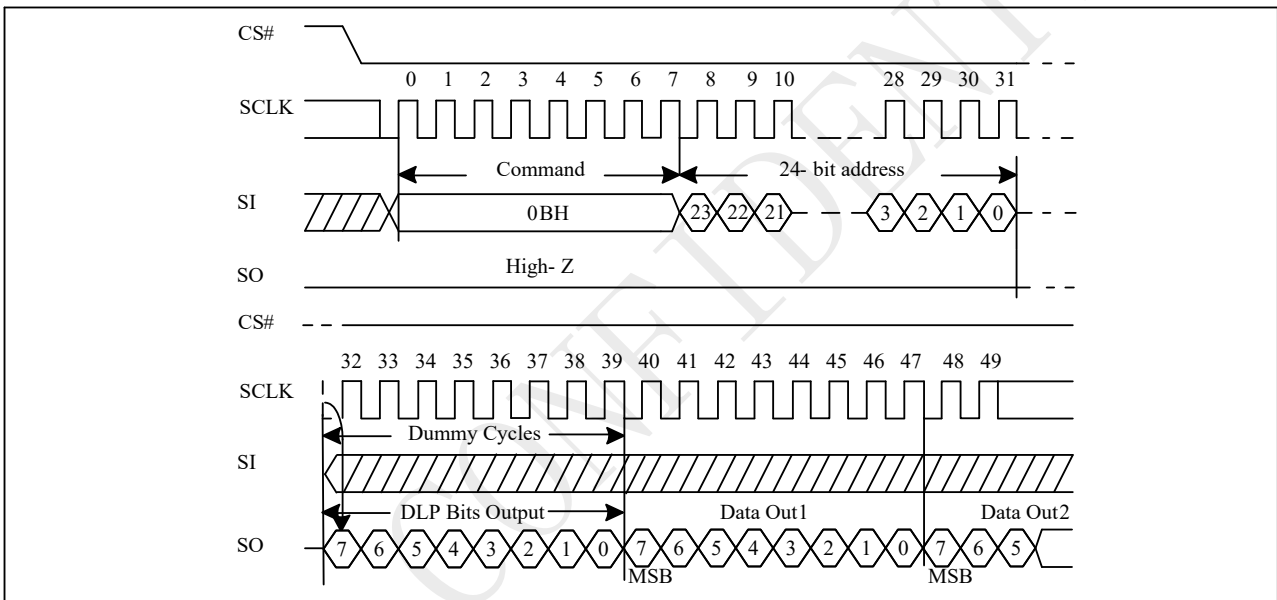 CS#
0 1 2 3 4 5 6 7 8 9 10 28 29 30 31
SCLK
Command 24- bit address
SI 0BH 23 22 21 3 2 1 0
High- Z
SO
CS#
32 33 34 35 36 37 38 39 40 41 42 43 44 45 46 47 48 49
SCLK
Dummy Cycles
SI
DLP Bits Output Data Out1 Data Out2
SO 7 6 5 4 3 2 1 0 7 6 5 4 3 2 1 0 7 6 5
MSB MSB
CONFIDENT